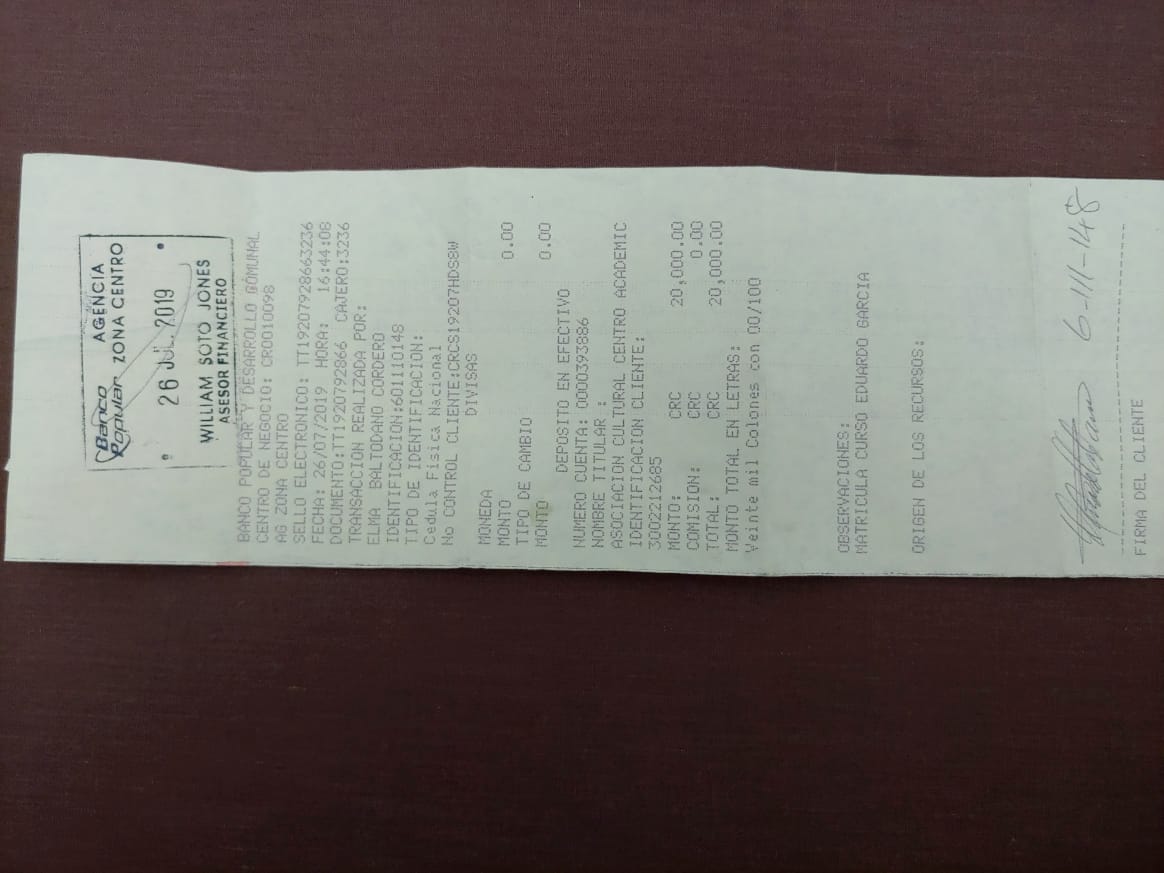 Banco Popular
AGENCIA
ZONA CENTRO
26 JUL. 2019
WILLIAM SOTO JONES
ASESOR FINANCIERO
BANCO POPULAR Y DESARROLLO COMUNAL
CENTRO DE NEGOCIO: CR0010098
AG ZONA CENTRO
SELLO ELECTRONICO: TT19207928663236
FECHA: 26/07/2019 HORA: 16:44:08
DOCUMENTO:TT1920792866 CAJERO:3236
TRANSACCION REALIZADA POR:
ELMA BALTODANO CORDERO
IDENTIFICACION:601110148
TIPO DE IDENTIFICACION:
Cedula Fisica Nacional
No CONTROL CLIENTE:CRCS19207HDS8W
DIVISAS
MONEDA
MONTO 0.00
TIPO DE CAMBIO
MONTO 0.00
DEPOSITO EN EFECTIVO
NUMERO CUENTA: 0000393886
NOMBRE TITULAR :
ASOCIACION CULTURAL CENTRO ACADEMIC
IDENTIFICACION CLIENTE:
3002212685
MONTO: CRC 20,000.00
COMISION: CRC 0.00
TOTAL: CRC 20,000.00
MONTO TOTAL EN LETRAS:
Veinte mil Colones con 00/100
OBSERVACIONES:
MATRICULA CURSO EDUARDO GARCIA
ORIGEN DE LOS RECURSOS:
6-111-148
FIRMA DEL CLIENTE